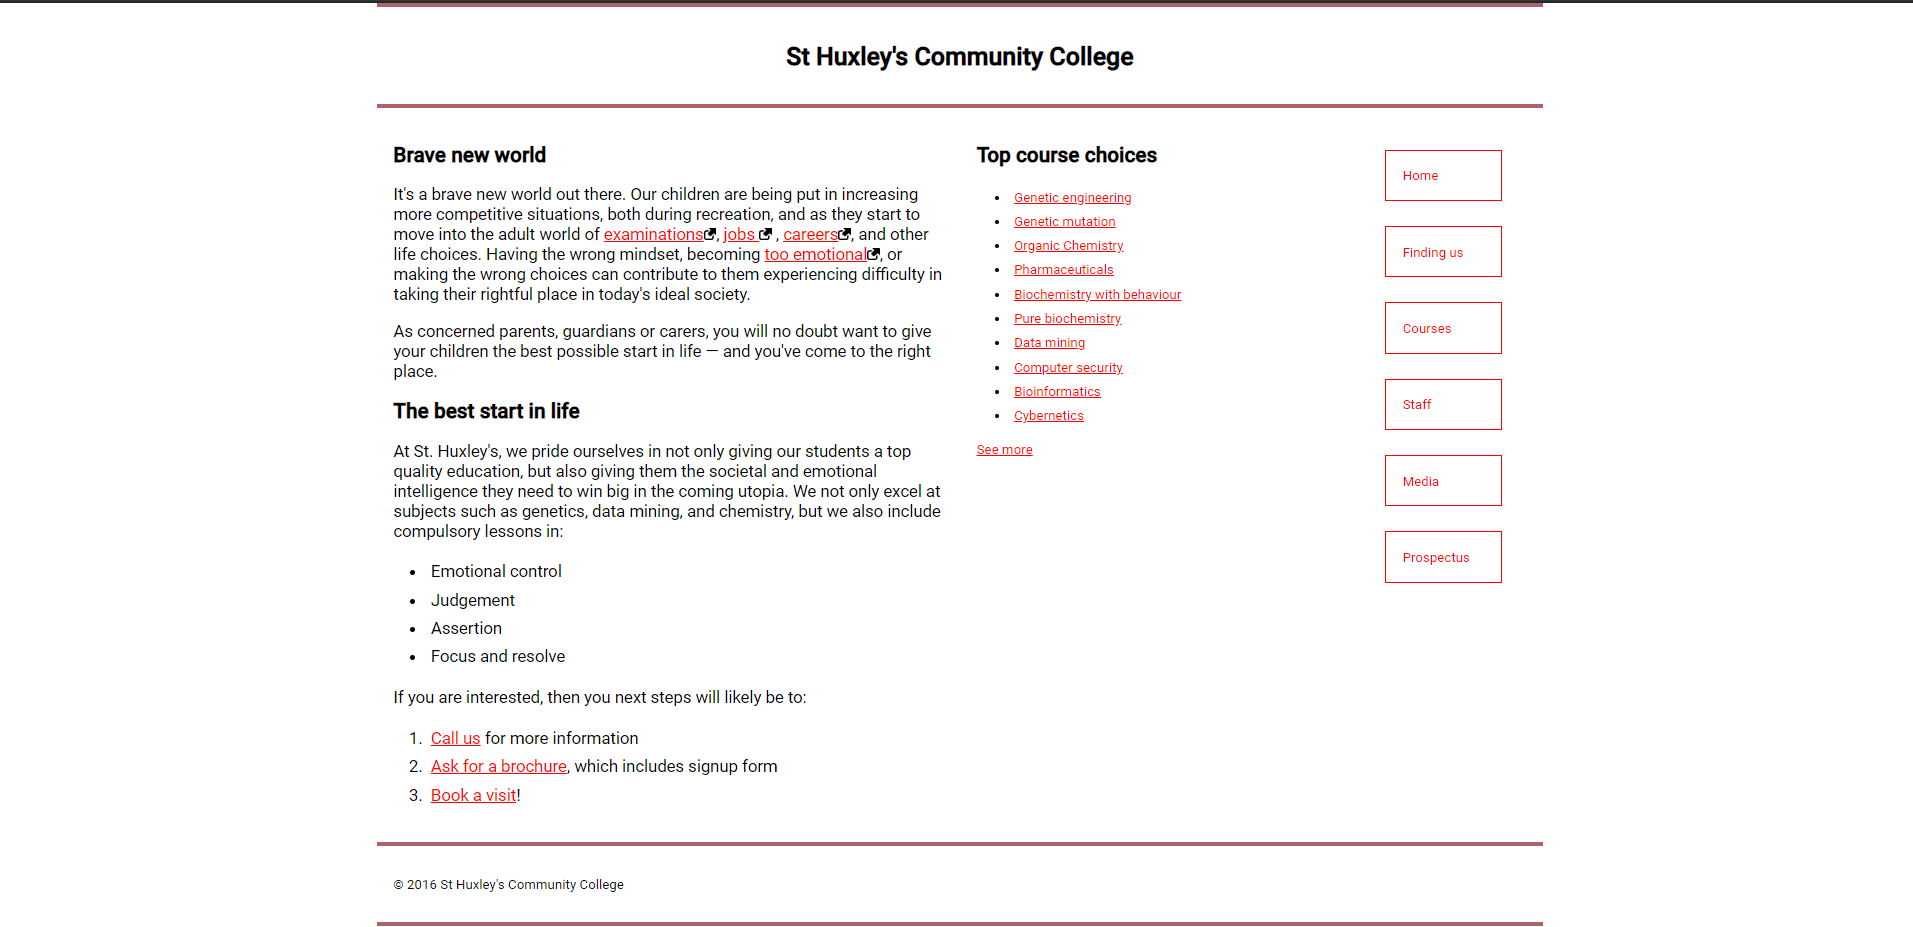 St Huxley's Community College
Brave new world
It's a brave new world out there. Our children are being put in increasing
more competitive situations, both during recreation, and as they start to
move into the adult world of examinations, jobs , careers, and other
life choices. Having the wrong mindset, becoming too emotional, or
making the wrong choices can contribute to them experiencing difficulty in
taking their rightful place in today's ideal society.
As concerned parents, guardians or carers, you will no doubt want to give
your children the best possible start in life — and you've come to the right
place.
The best start in life
At St. Huxley's, we pride ourselves in not only giving our students a top
quality education, but also giving them the societal and emotional
intelligence they need to win big in the coming utopia. We not only excel at
subjects such as genetics, data mining, and chemistry, but we also include
compulsory lessons in:
• Emotional control
• Judgement
• Assertion
• Focus and resolve
If you are interested, then you next steps will likely be to:
1. Call us for more information
2. Ask for a brochure, which includes signup form
3. Book a visit!
Top course choices
• Genetic engineering
• Genetic mutation
• Organic Chemistry
• Pharmaceuticals
• Biochemistry with behaviour
• Pure biochemistry
• Data mining
• Computer security
• Bioinformatics
• Cybernetics
See more
Home
Finding us
Courses
Staff
Media
Prospectus
© 2016 St Huxley's Community College